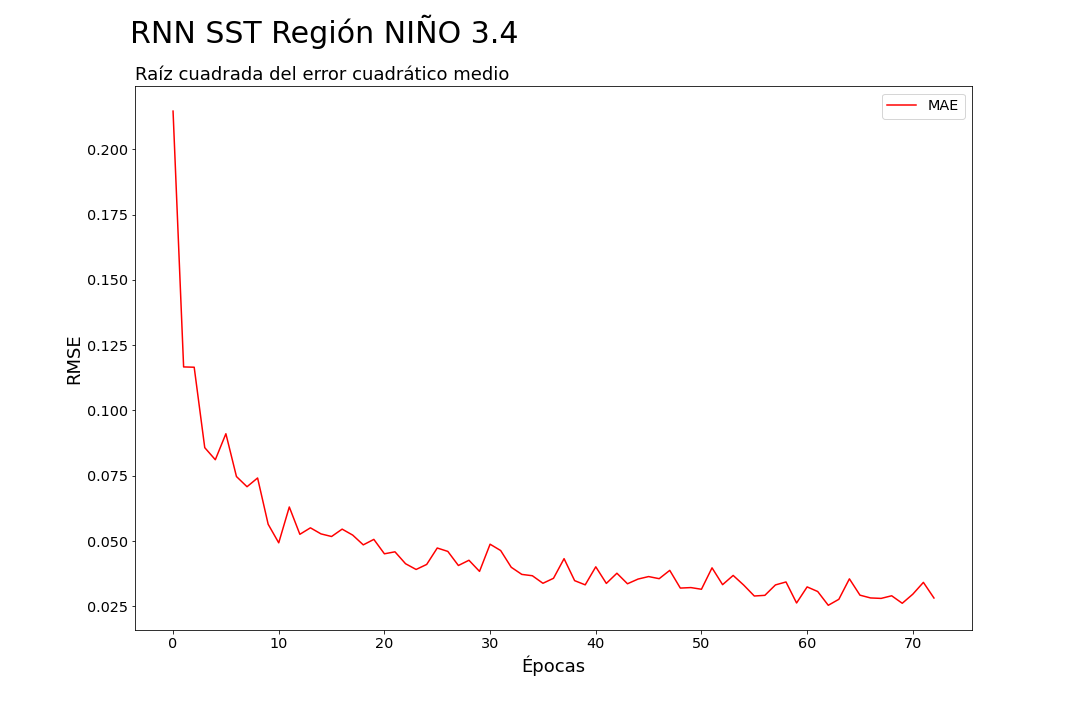 RNN SST Región NIÑO 3.4
Raíz cuadrada del error cuadrático medio
MAE
0.200
0.175
0.150
0.125
0.100
0.075
0.050
0.025
RMSE
0 10 20 30 40 50 60 70
Épocas